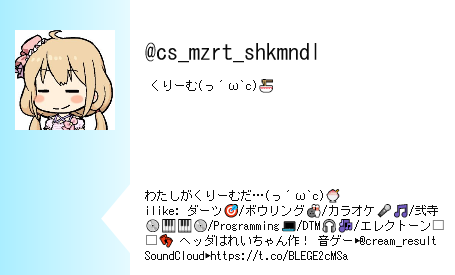 @cs_mzrt_shkmndl
くりーむ(っ´ω`c)🍜
わたしがくりーむだ…(っ´ω`c)🍧
ilike: ダーツ🎯/ボウリング🎳/カラオケ🎤🎵/弐寺
💿🎹🎹💿/Programming💻/DTM🎧🎶/エレクトーン□
□□ ヘッダはれいちゃん作! 音ゲー▶@cream_result
SoundCloud▶https://t.co/BLEGE2cMSa